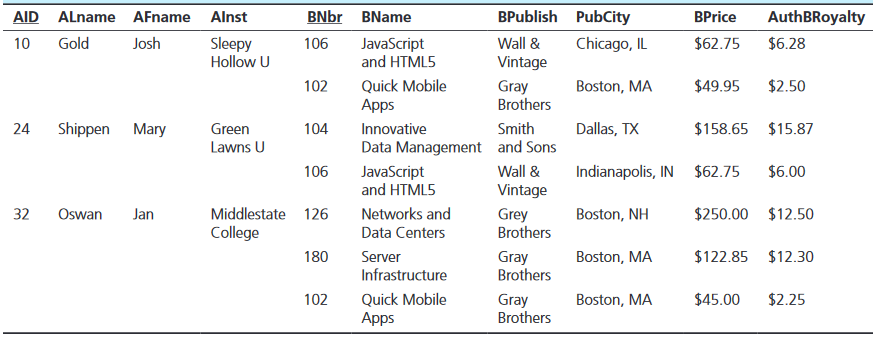 AID ALname AFname AInst BNbr BName BPublish PubCity BPrice AuthBRoyalty
10 Gold Josh Sleepy 106 JavaScript Wall & Chicago, IL $62.75 $6.28
Hollow U and HTML5 Vintage
102 Quick Mobile Gray Boston, MA $49.95 $2.50
Apps Brothers
24 Shippen Mary Green 104 Innovative Smith Dallas, TX $158.65 $15.87
Lawns U Data Management and Sons
106 JavaScript Wall & Indianapolis, IN $62.75 $6.00
and HTML5 Vintage
32 Oswan Jan Middlestate 126 Networks and Grey Boston, NH $250.00 $12.50
College Data Centers Brothers
180 Server Gray Boston, MA $122.85 $12.30
Infrastructure Brothers
102 Quick Mobile Gray Boston, MA $45.00 $2.25
Apps Brothers